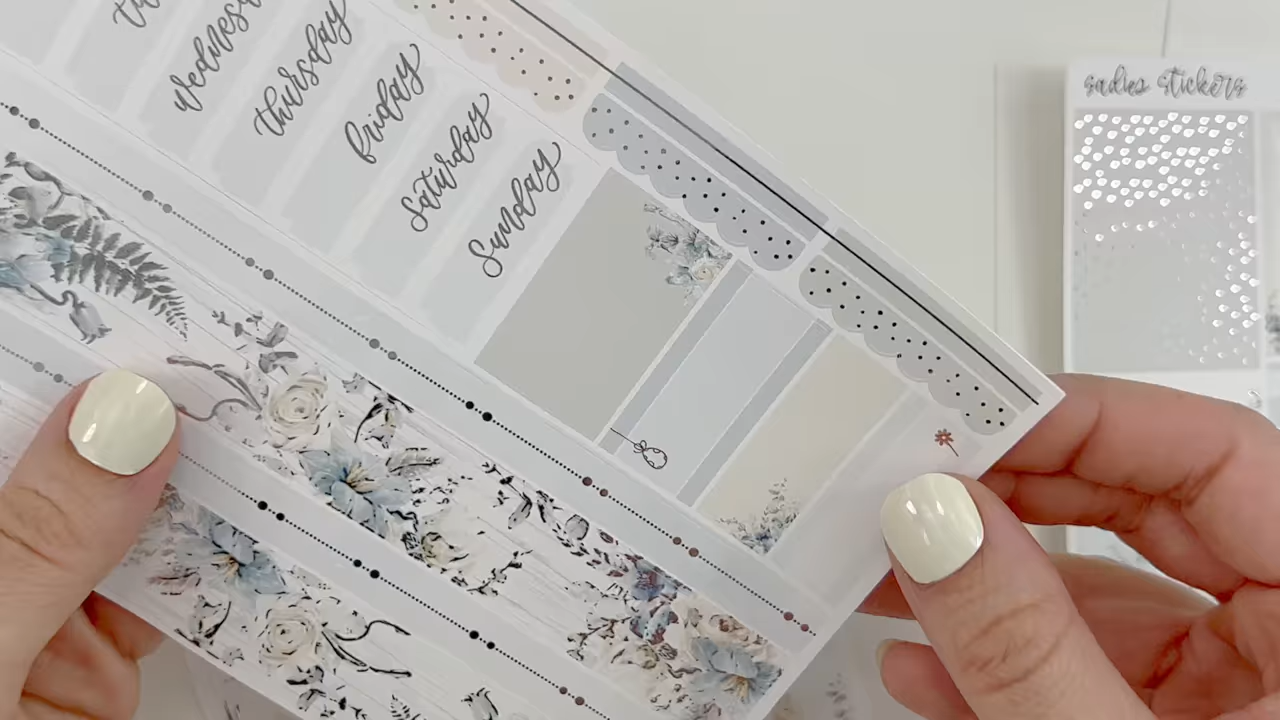 wednesday
thursday
friday
saturday
sunday
sadies stickers